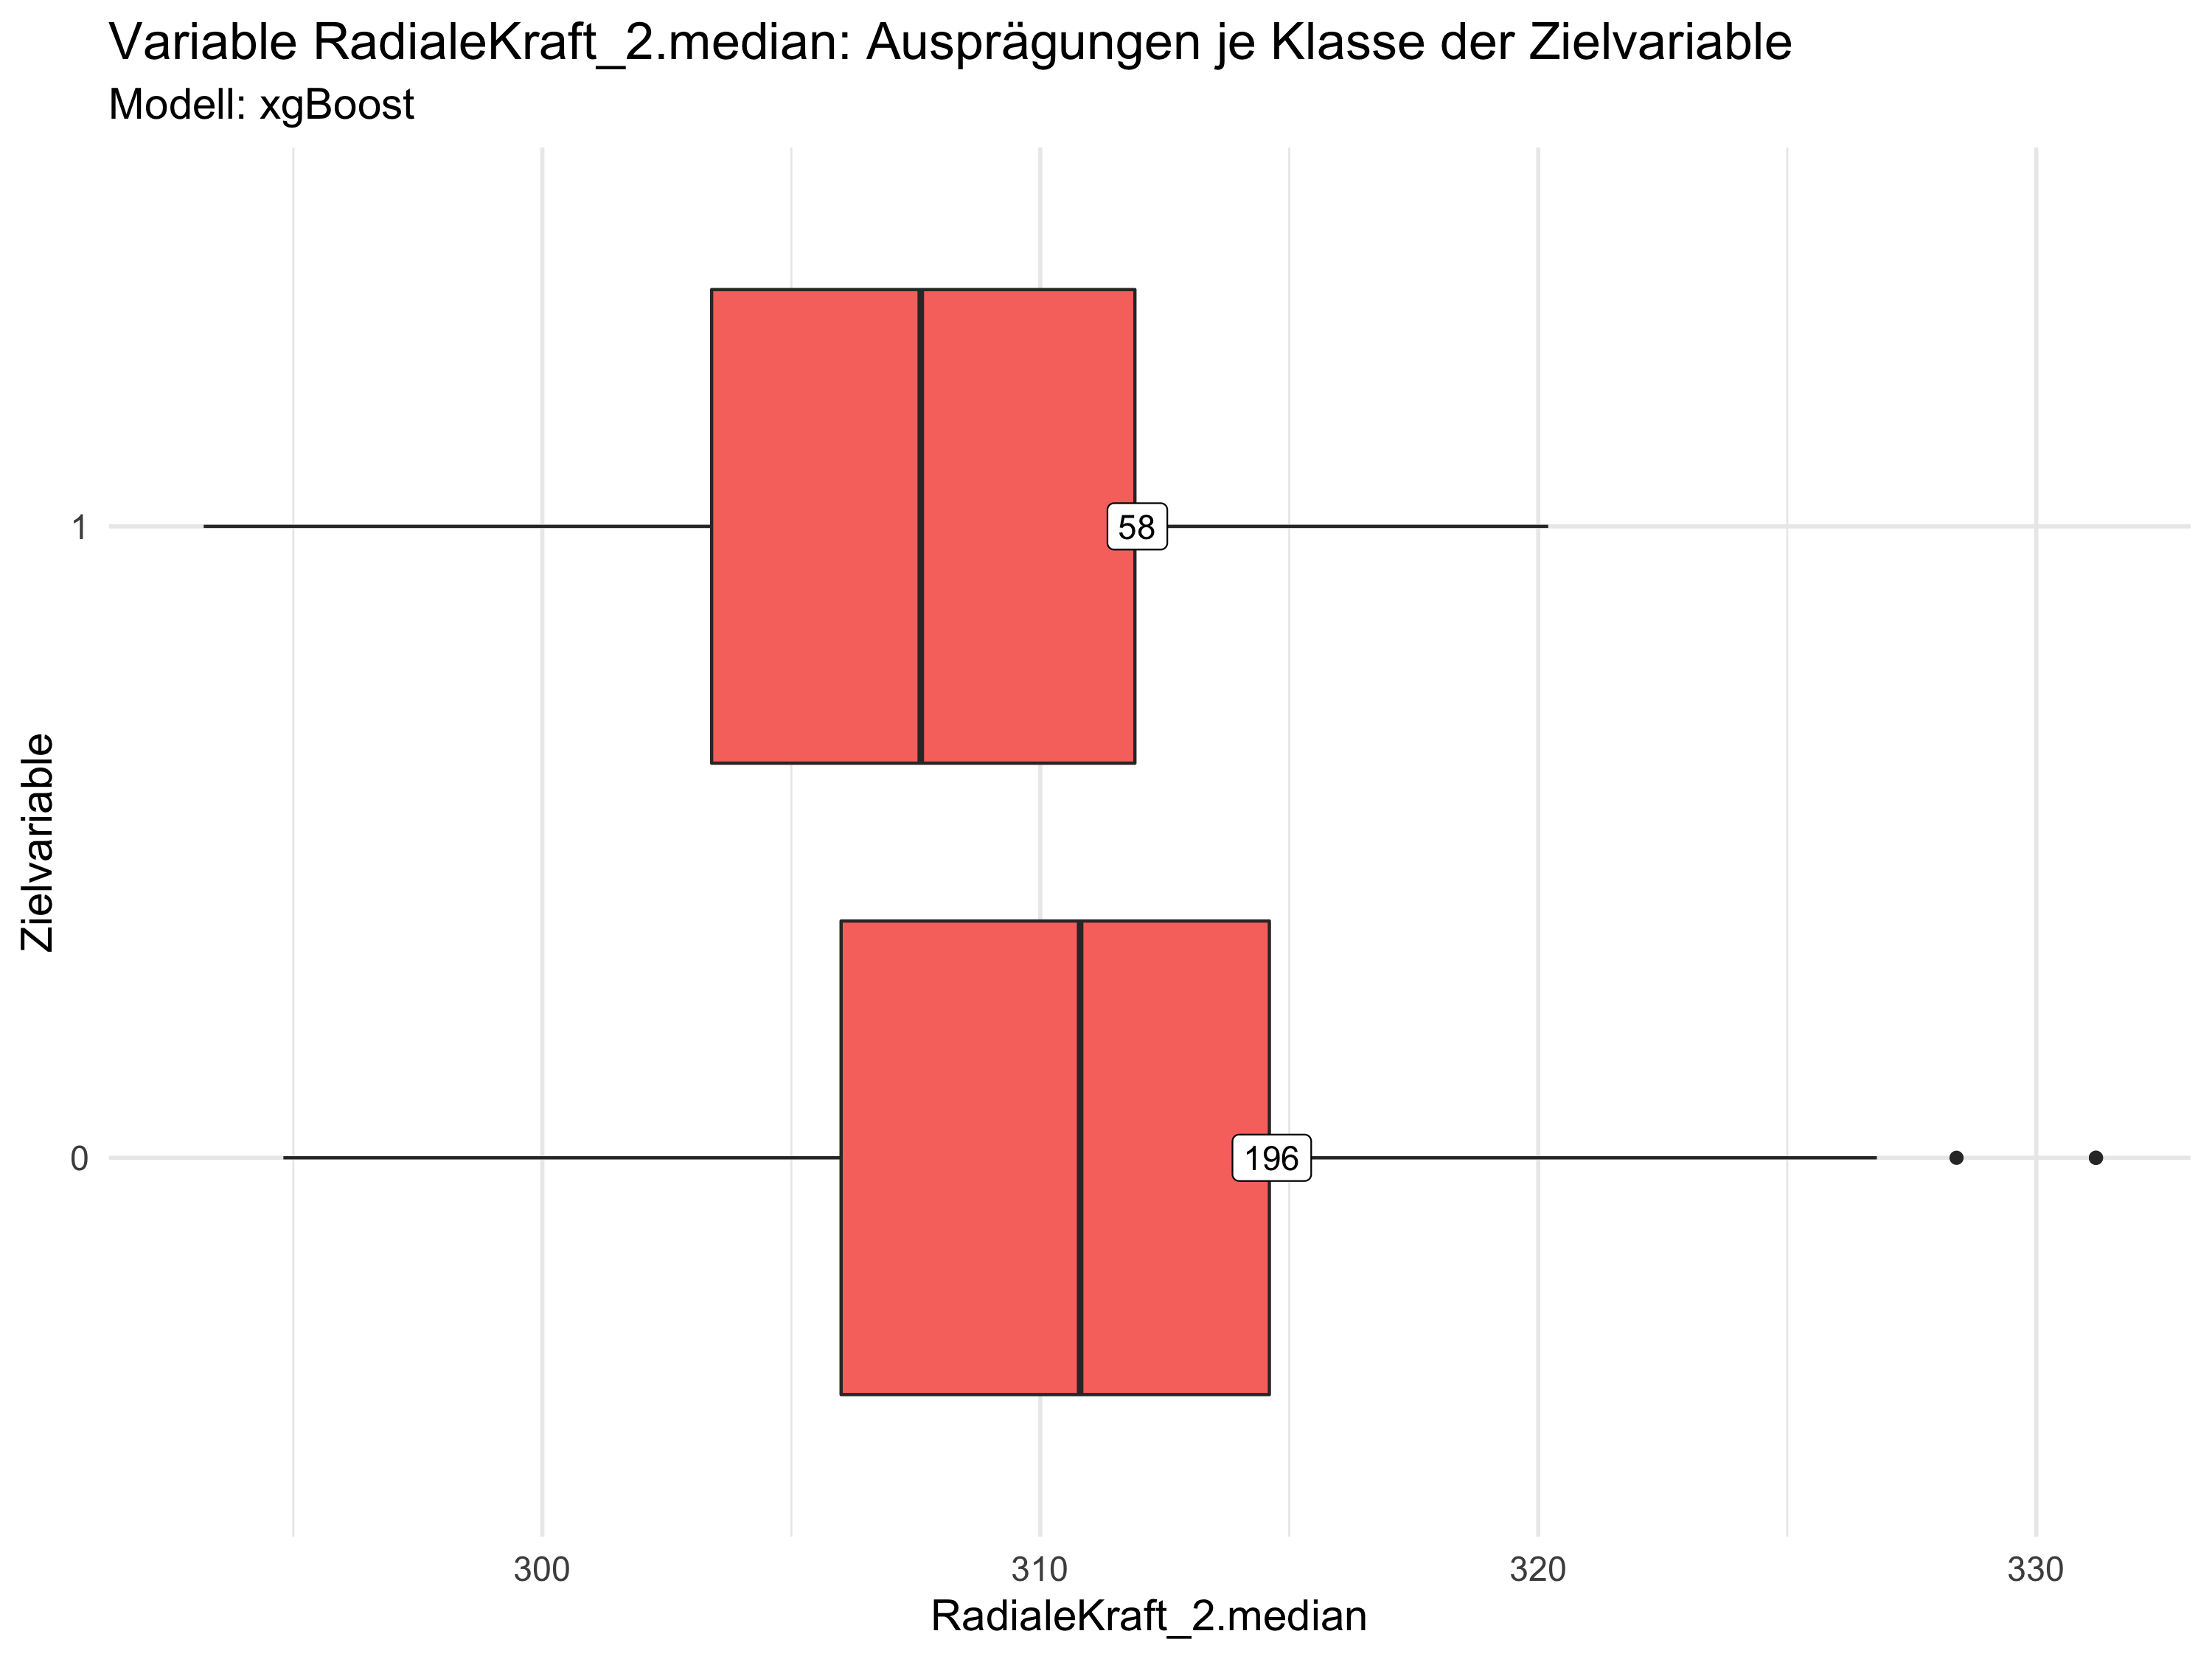 Variable RadialeKraft_2.median: Ausprägungen je Klasse der Zielvariable
Modell: xgBoost
Zielvariable
1
58
0
196
300 310 320 330
RadialeKraft_2.median